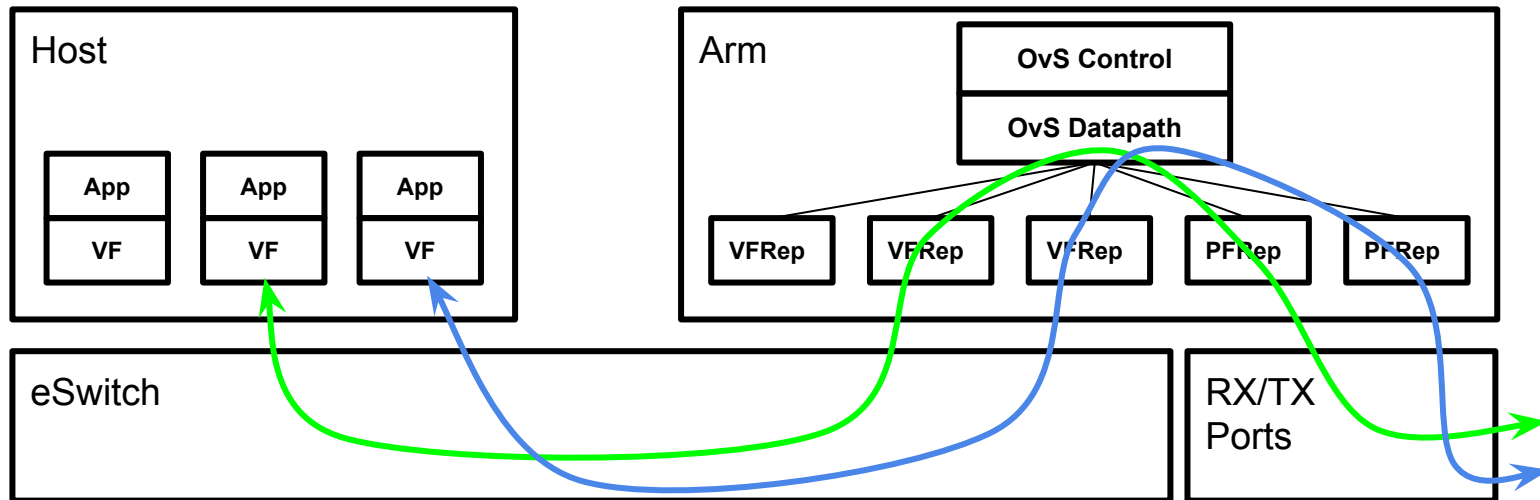 Host
App
App
App
VF
VF
VF
Arm
OvS Control
OvS Datapath
VFRep
VFRep
VFRep
PFRep
PFRep
eSwitch
RX/TX
Ports